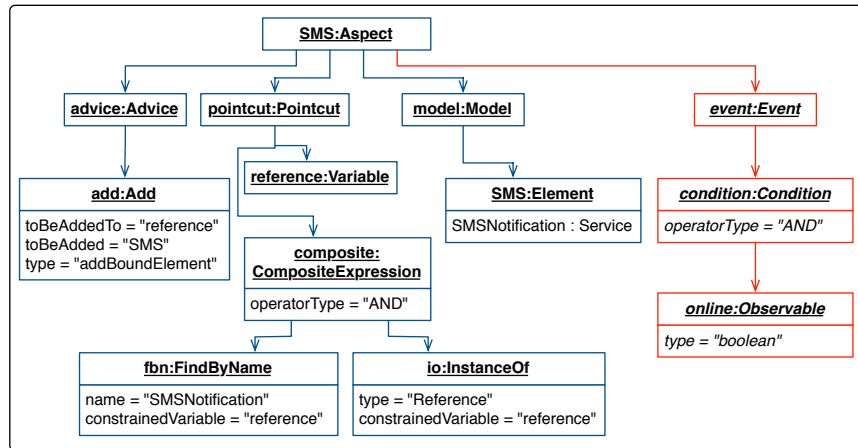 SMS:Aspect
advice:Advice
pointcut:Pointcut
model:Model
event:Event
reference:Variable
add:Add
toBeAddedTo = "reference"
toBeAdded = "SMS"
type = "addBoundElement"
SMS:Element
SMSNotification : Service
condition:Condition
operatorType = "AND"
composite:
CompositeExpression
operatorType = "AND"
online:Observable
type = "boolean"
fbn:FindByName
name = "SMSNotification"
constrainedVariable = "reference"
io:InstanceOf
type = "Reference"
constrainedVariable = "reference"